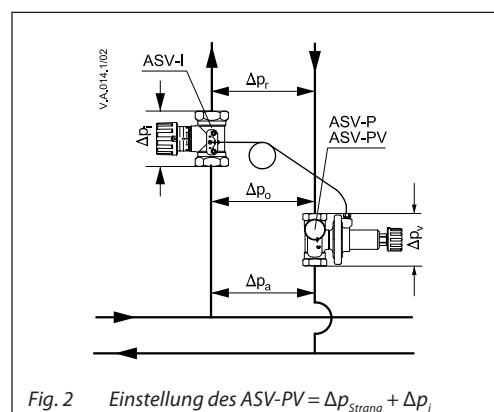 V.A.014.1/02
ASV-I
Δpᵣ
Δpᵢ
ASV-P
ASV-PV
Δpₒ
Δpᵥ
Δpₐ
Fig. 2 Einstellung des ASV-PV = Δp_Strang + Δpᵢ